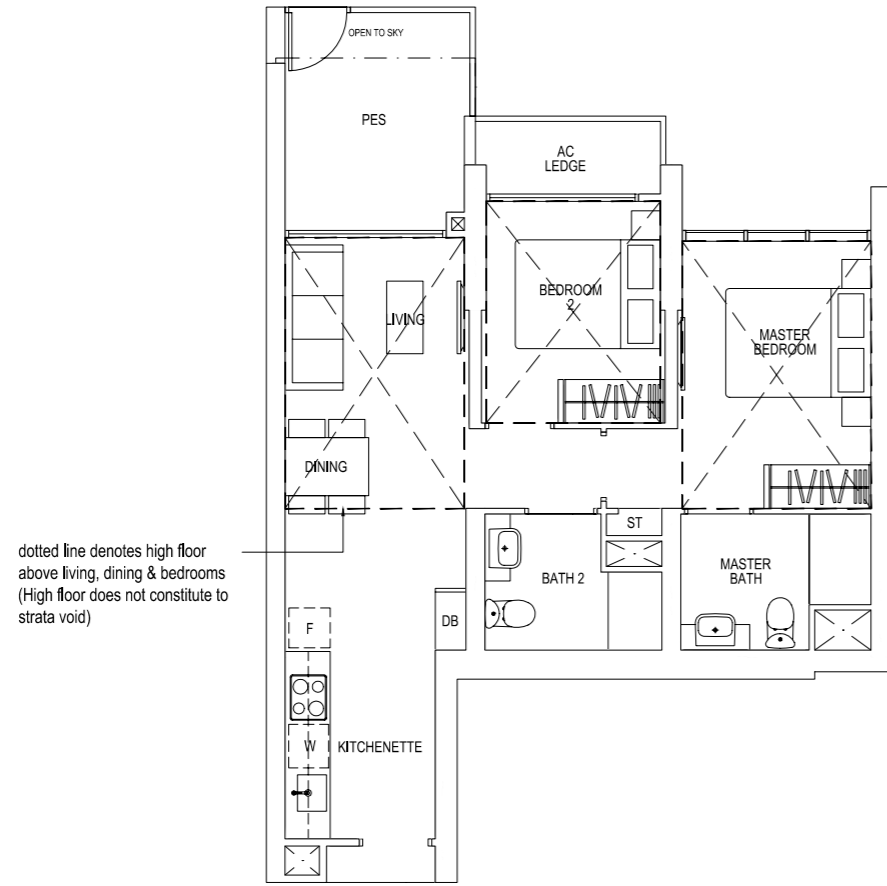 OPEN TO SKY
PES
AC
LEDGE
BEDROOM
2
LIVING
MASTER
BEDROOM
DINING
ST
dotted line denotes high floor
above living, dining & bedrooms
(High floor does not constitute to
strata void)
BATH 2
MASTER
BATH
F
DB
W
KITCHENETTE